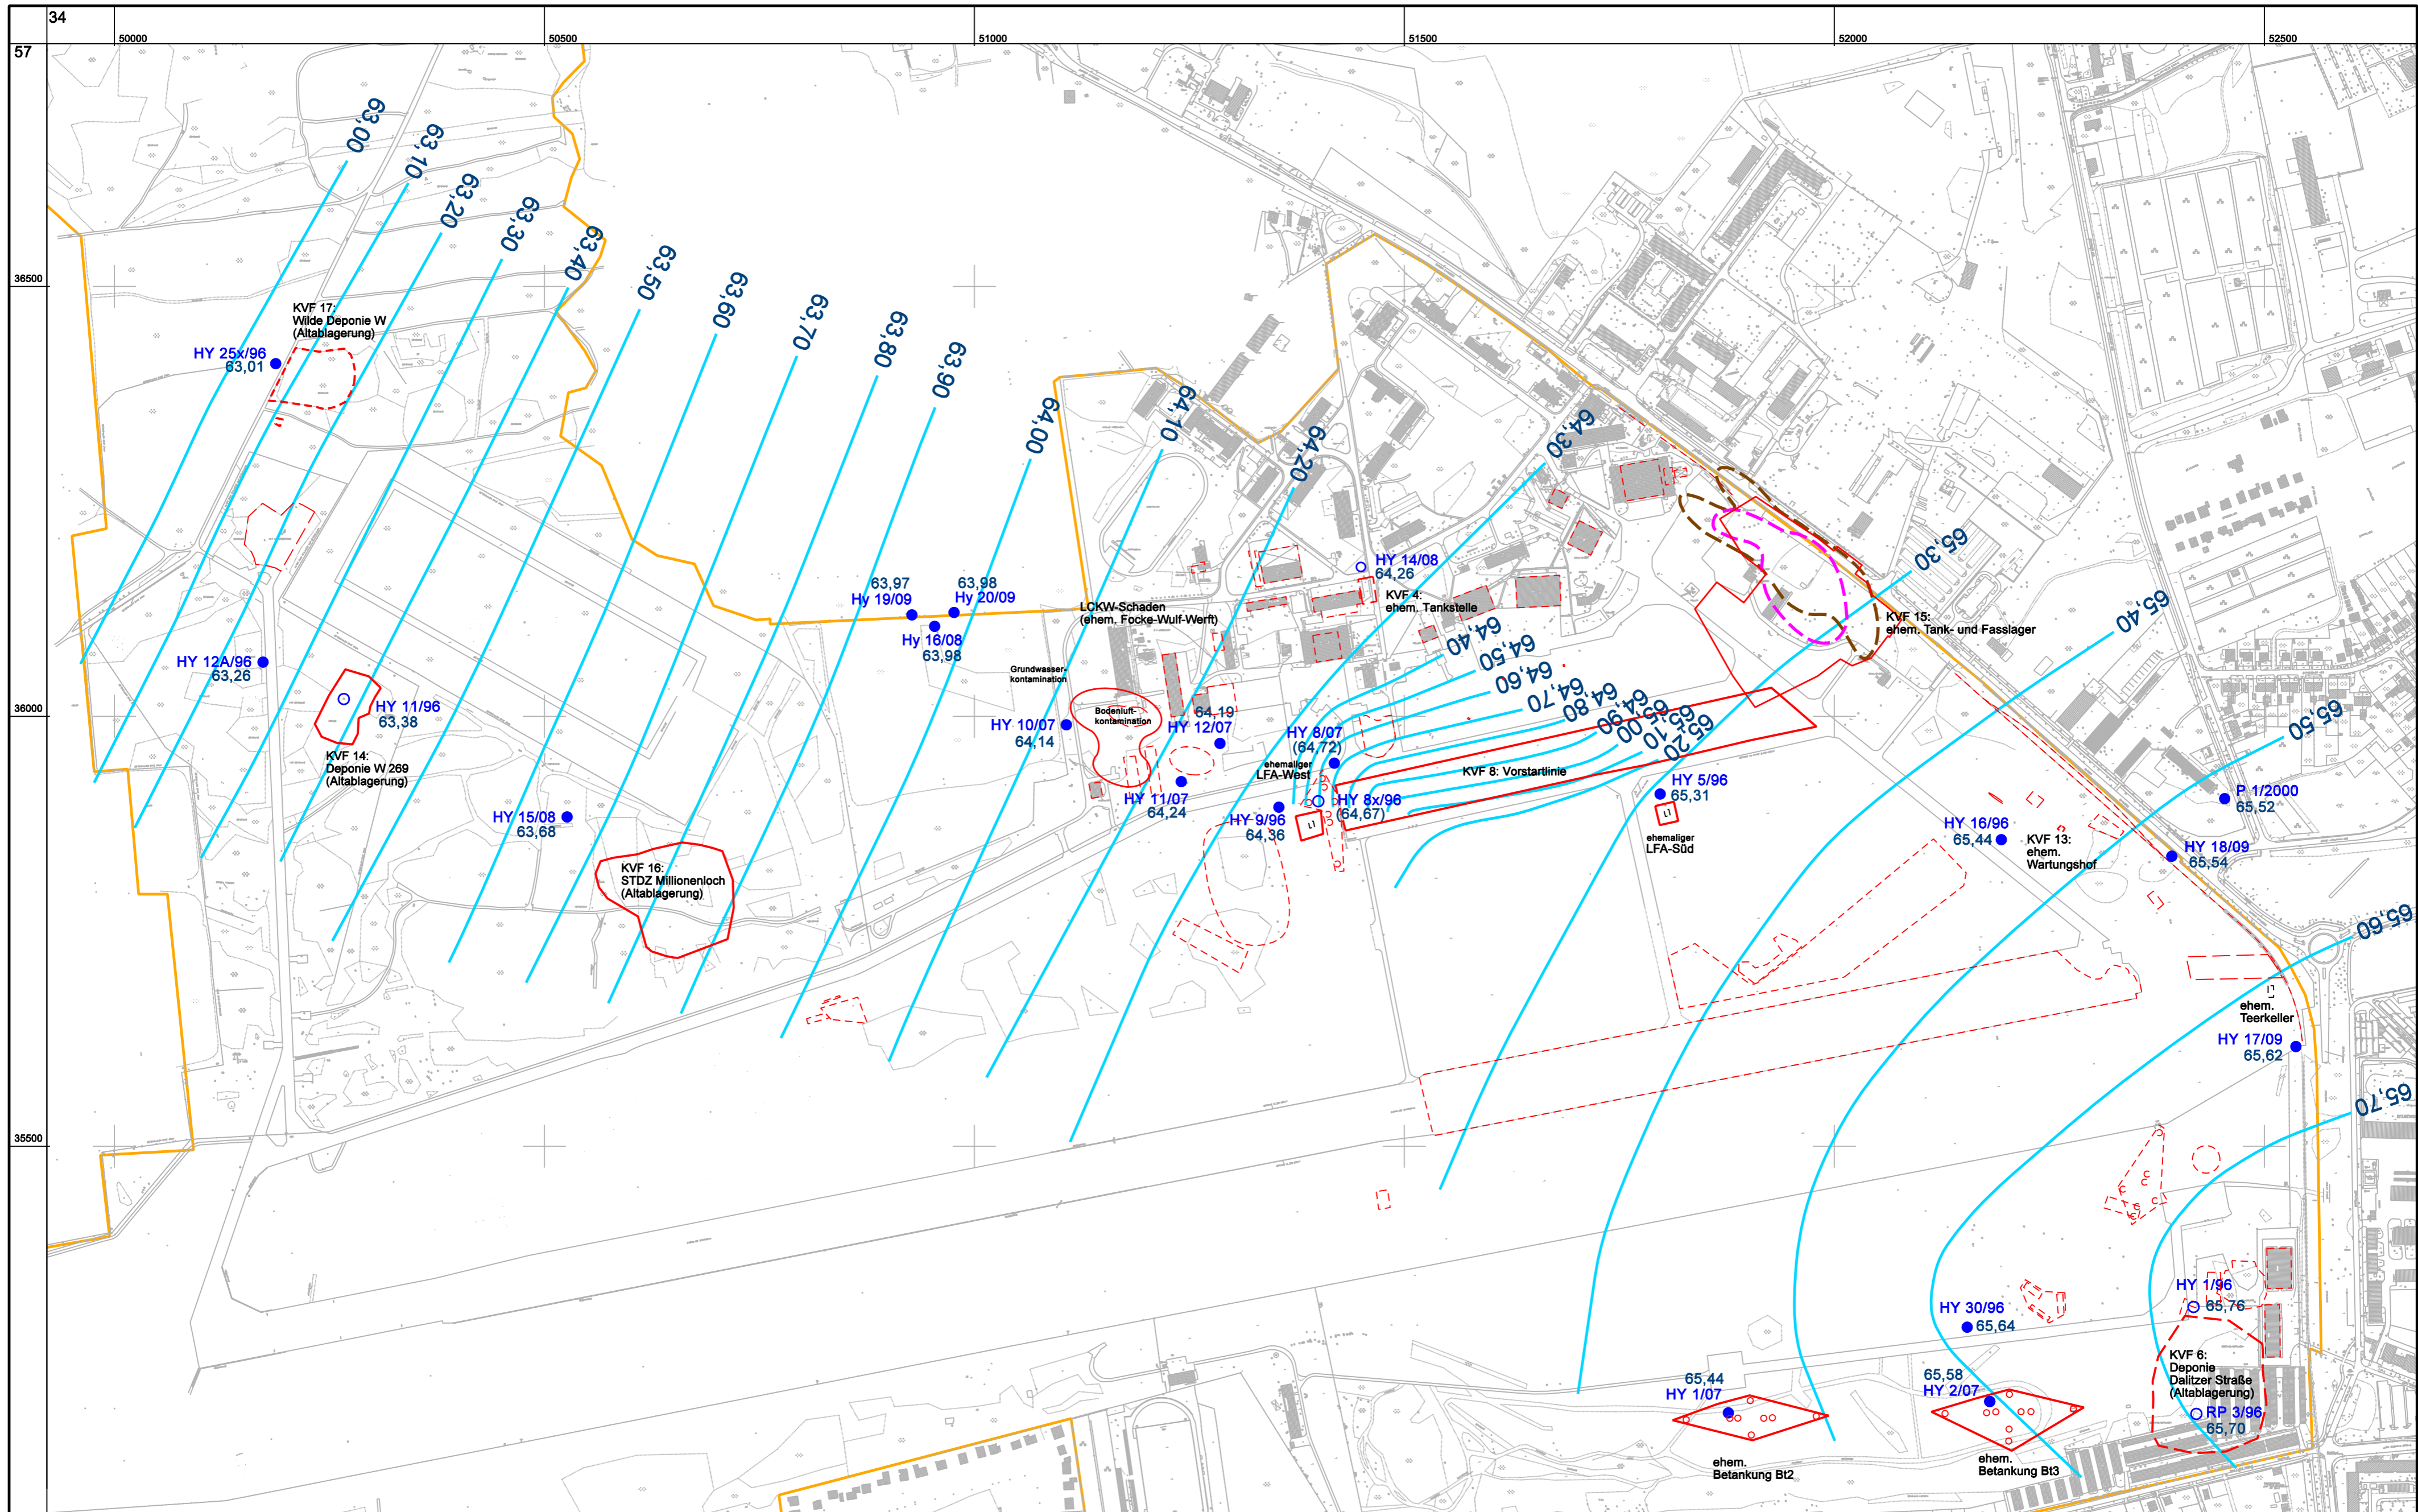 34
50000
50500
51000
51500
52000
52500
57
36500
36000
35500
63,00
63,10
63,20
63,30
63,40
63,50
63,60
63,70
63,80
63,90
64,00
64,10
64,20
64,30
64,40
64,50
64,60
64,70
64,80
64,90
65,00
65,10
65,20
65,30
65,40
65,50
65,60
65,70
KVF 17:
Wilde Deponie W
(Altablagerung)
HY 25x/96
63,01
HY 12A/96
63,26
HY 11/96
63,38
KVF 14:
Deponie W 269
(Altablagerung)
HY 15/08
63,68
KVF 16:
STDZ Millionenloch
(Altablagerung)
63,97
Hy 19/09
63,98
Hy 20/09
Hy 16/08
63,98
LCKW-Schaden
(ehem. Focke-Wulf-Werft)
Grundwasser-
kontamination
Bodenluft-
kontamination
HY 10/07
64,14
64,19
HY 12/07
HY 11/07
64,24
HY 14/08
64,26
KVF 4:
ehem. Tankstelle
HY 8/07
(64,72)
ehemaliger
LFA-West
HY 9/96
64,36
HY 8x/96
(64,67)
KVF 8: Vorstartlinie
HY 5/96
65,31
ehemaliger
LFA-Süd
KVF 15:
ehem. Tank- und Fasslager
HY 16/96
65,44
KVF 13:
ehem.
Wartungshof
P 1/2000
65,52
HY 18/09
65,54
ehem.
Teerkeller
HY 17/09
65,62
HY 1/96
65,76
HY 30/96
65,64
KVF 6:
Deponie
Dalitzer Straße
(Altablagerung)
RP 3/96
65,70
65,44
HY 1/07
65,58
HY 2/07
ehem.
Betankung Bt2
ehem.
Betankung Bt3